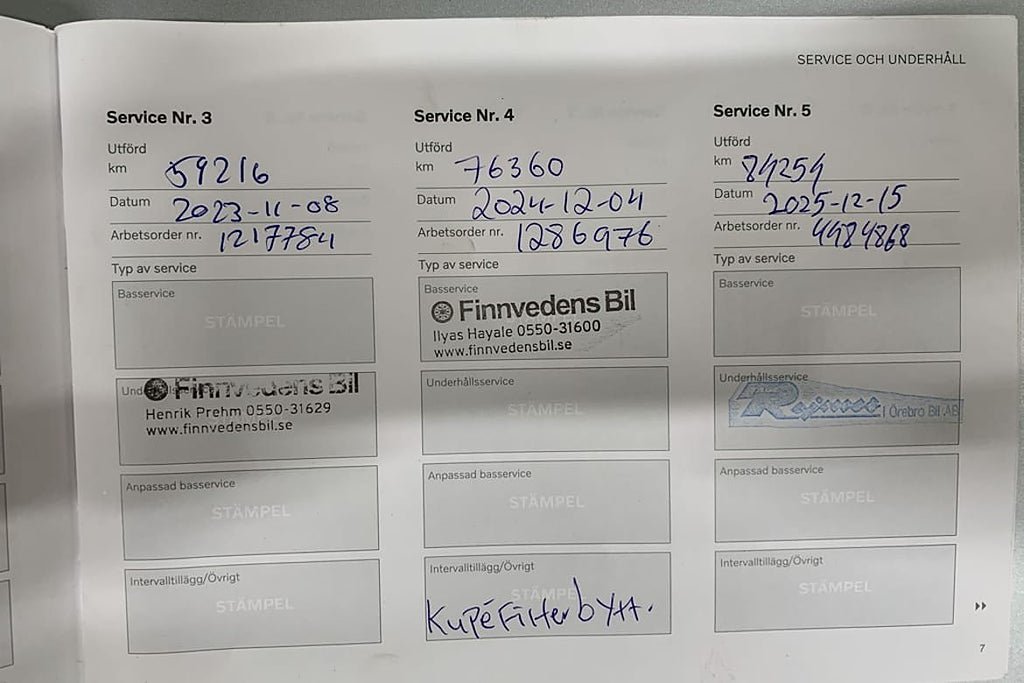 SERVICE OCH UNDERHÅLL
Service Nr. 3
Utförd
km 59216
Datum 2023-11-08
Arbetsorder nr. 1217784
Typ av service
Basservice
STÄMPEL
Finnvedens Bil
Henrik Prehm 0550-31629
www.finnvedensbil.se
Anpassad basservice
STÄMPEL
Intervalltillägg/Övrigt
STÄMPEL
Service Nr. 4
Utförd
km 76360
Datum 2024-12-04
Arbetsorder nr. 1286976
Typ av service
Basservice
Finnvedens Bil
Ilyas Hayale 0550-31600
www.finnvedensbil.se
Underhållsservice
STÄMPEL
Anpassad basservice
STÄMPEL
Intervalltillägg/Övrigt
STÄMPEL
Kupéfilter bytt.
Service Nr. 5
Utförd
km 84254
Datum 2025-12-15
Arbetsorder nr. 4484868
Typ av service
Basservice
STÄMPEL
Underhållsservice
i Örebro Bil AB
Anpassad basservice
STÄMPEL
Intervalltillägg/Övrigt
STÄMPEL
7